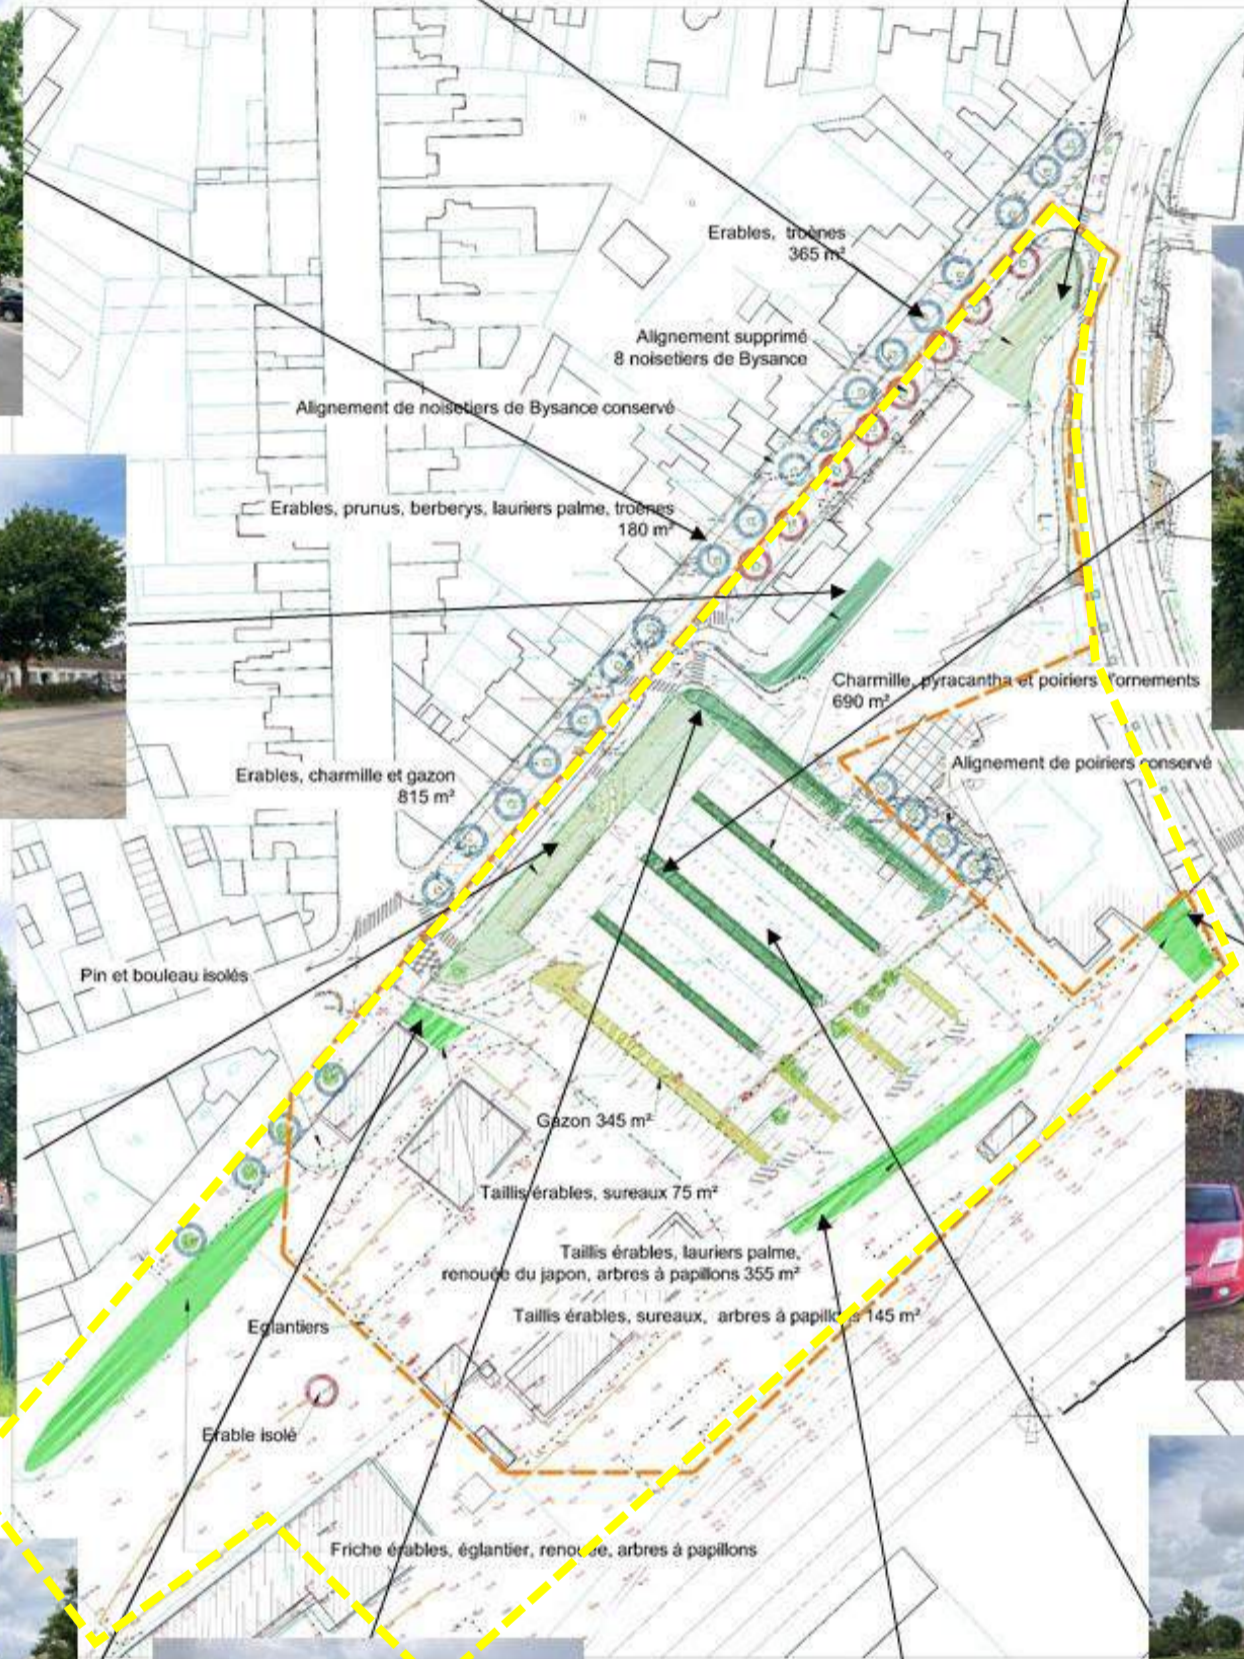 Erables, troènes
365 m²
Alignement supprimé
8 noisetiers de Bysance
Alignement de noisetiers de Bysance conservé
Erables, prunus, berberys, lauriers palme, troènes
180 m²
Charmille, pyracantha et poiriers d'ornements
690 m²
Alignement de poiriers conservé
Erables, charmille et gazon
815 m²
Pin et bouleau isolés
Gazon 345 m²
Taillis érables, sureaux 75 m²
Taillis érables, lauriers palme,
renouée du japon, arbres à papillons 355 m²
Taillis érables, sureaux, arbres à papillons 145 m²
Eglantiers
Erable isolé
Friche érables, églantier, renouée, arbres à papillons